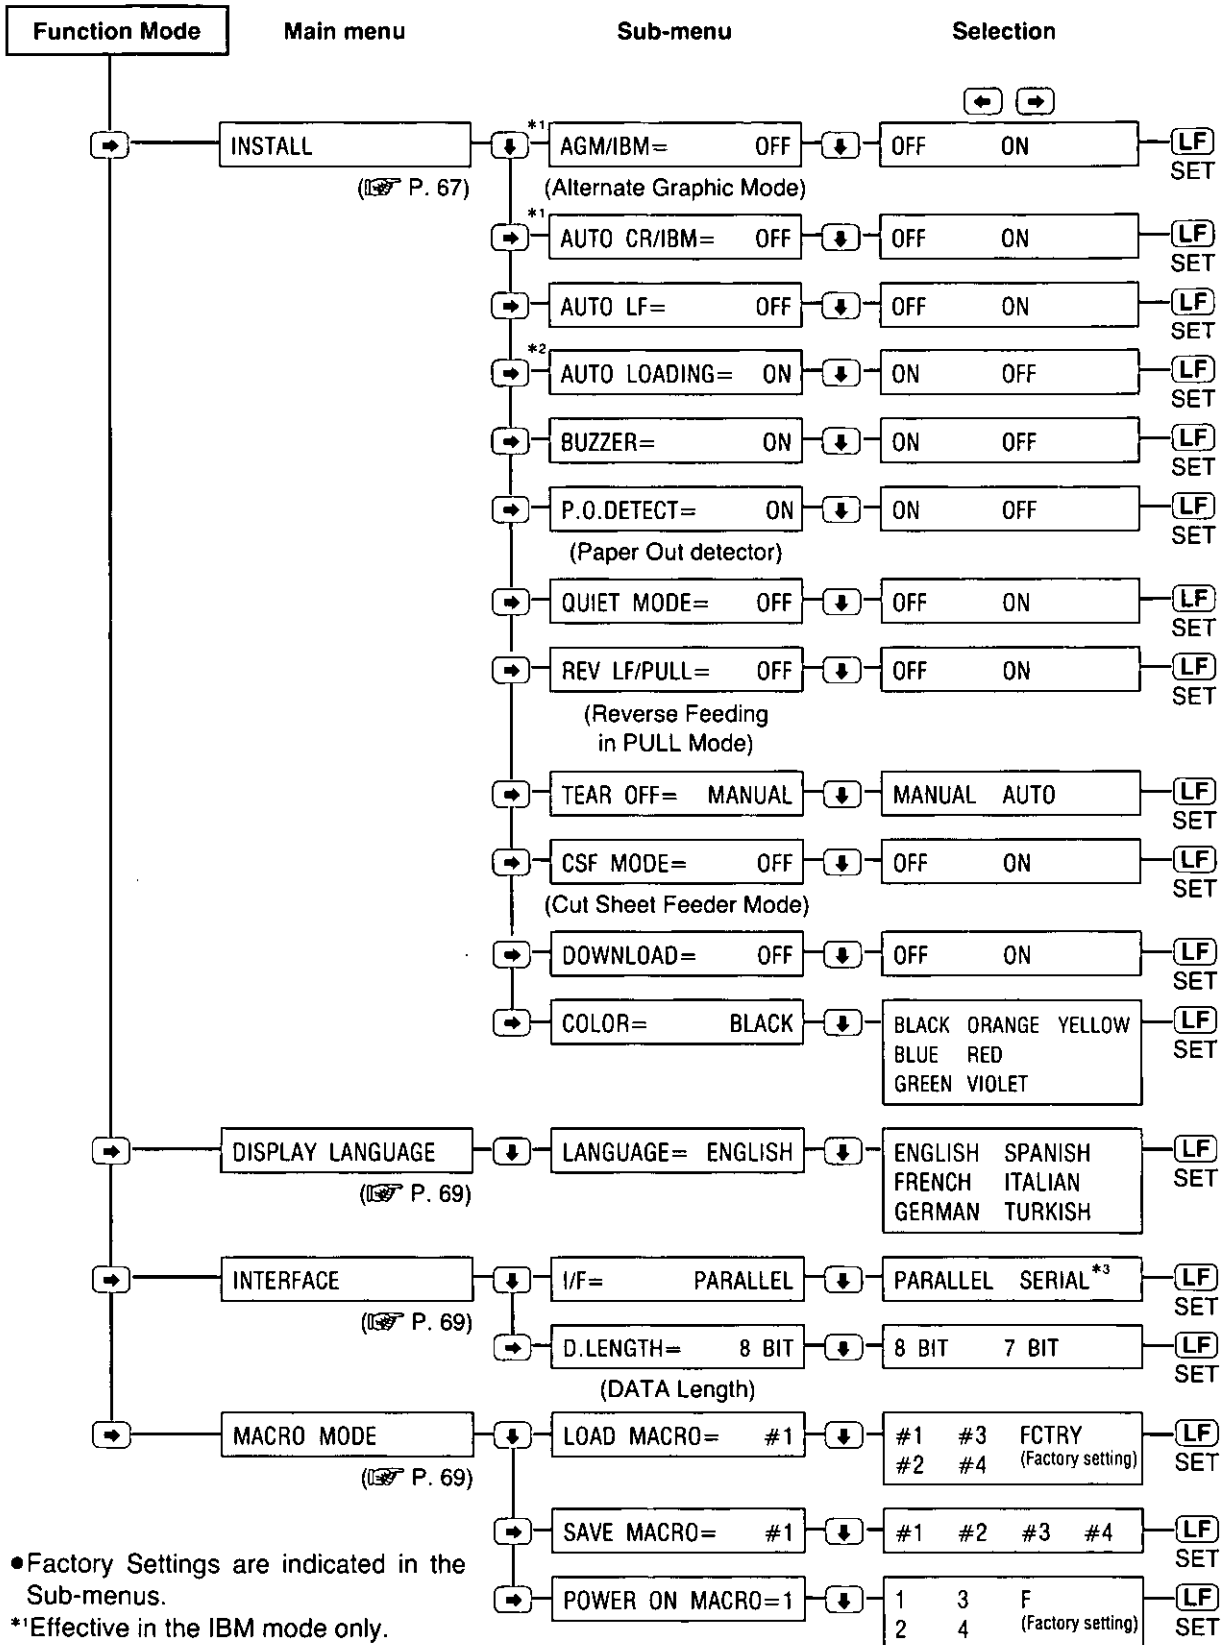 Function Mode Main menu Sub-menu Selection
INSTALL *1 AGM/IBM= OFF OFF ON LF
(P. 67) (Alternate Graphic Mode) SET
*1 AUTO CR/IBM= OFF OFF ON LF
SET
AUTO LF= OFF OFF ON LF
SET
*2 AUTO LOADING= ON ON OFF LF
SET
BUZZER= ON ON OFF LF
SET
P.O.DETECT= ON ON OFF LF
(Paper Out detector) SET
QUIET MODE= OFF OFF ON LF
SET
REV LF/PULL= OFF OFF ON LF
SET
(Reverse Feeding
in PULL Mode)
TEAR OFF= MANUAL MANUAL AUTO LF
SET
CSF MODE= OFF OFF ON LF
(Cut Sheet Feeder Mode) SET
DOWNLOAD= OFF OFF ON LF
SET
COLOR= BLACK BLACK ORANGE YELLOW LF
BLUE RED SET
GREEN VIOLET
DISPLAY LANGUAGE LANGUAGE= ENGLISH ENGLISH SPANISH LF
(P. 69) FRENCH ITALIAN SET
GERMAN TURKISH
INTERFACE I/F= PARALLEL PARALLEL SERIAL*3 LF
(P. 69) SET
D.LENGTH= 8 BIT 8 BIT 7 BIT LF
(DATA Length) SET
MACRO MODE LOAD MACRO= #1 #1 #3 FCTRY LF
(P. 69) #2 #4 (Factory setting) SET
SAVE MACRO= #1 #1 #2 #3 #4 LF
SET
●Factory Settings are indicated in the
Sub-menus.
POWER ON MACRO=1 1 3 F LF
2 4 (Factory setting) SET
*1Effective in the IBM mode only.